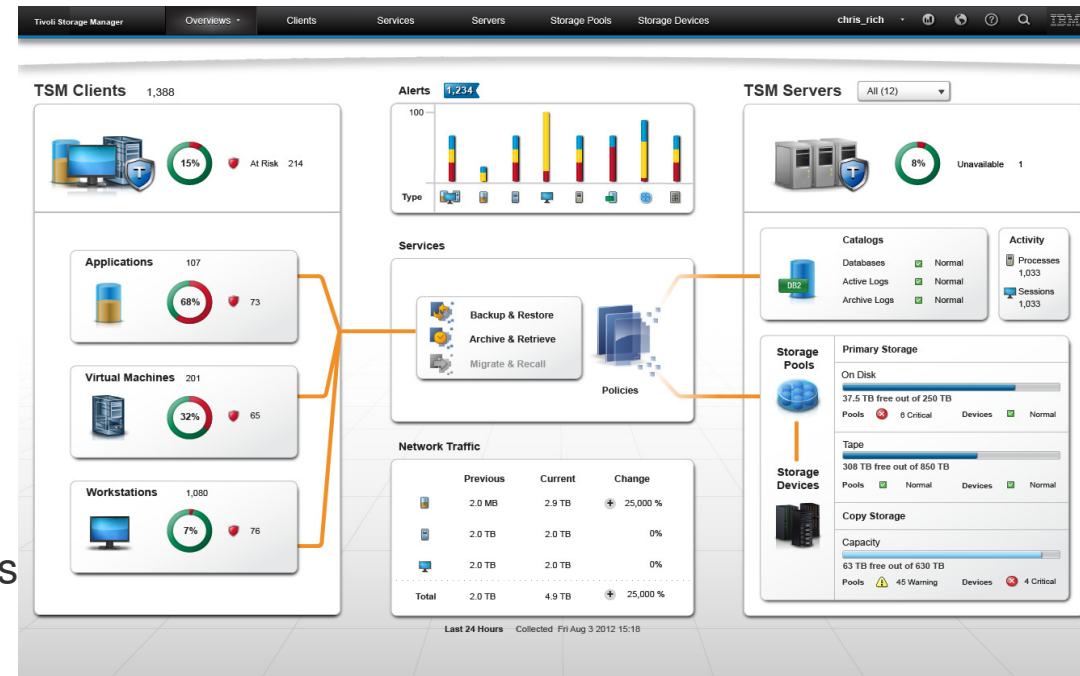 Tivoli Storage Manager Overviews Clients Services Servers Storage Pools Storage Devices chris_rich IBM
TSM Clients 1,388
15% At Risk 214
Applications 107
68% 73
Virtual Machines 201
32% 65
Workstations 1,080
7% 76
s
Alerts 1,234
100
Type
Services
Backup & Restore
Archive & Retrieve
Migrate & Recall
Policies
Network Traffic
Previous Current Change
2.0 MB 2.9 TB + 25,000 %
2.0 TB 2.0 TB 0%
2.0 TB 2.0 TB 0%
Total 2.0 TB 4.9 TB + 25,000 %
Last 24 Hours Collected Fri Aug 3 2012 15:18
TSM Servers All (12)
T
8% Unavailable 1
DB2
Catalogs
Databases Normal
Active Logs Normal
Archive Logs Normal
Activity
Processes
1,033
Sessions
1,033
Storage
Pools
Storage
Devices
Primary Storage
On Disk
37.5 TB free out of 250 TB
Pools 6 Critical Devices Normal
Tape
308 TB free out of 850 TB
Pools Normal Devices Normal
Copy Storage
Capacity
63 TB free out of 630 TB
Pools 45 Warning Devices 4 Critical